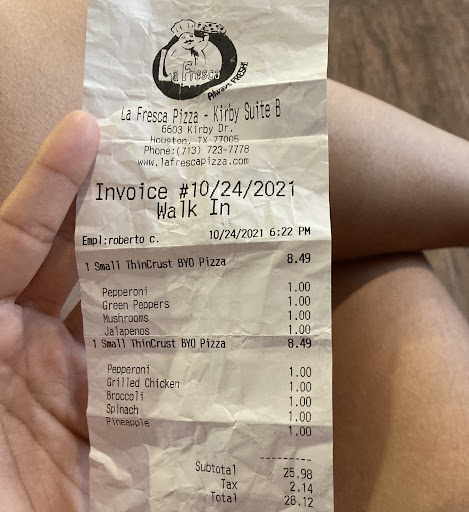 La Fresca
Always FRESH!
La Fresca Pizza - Kirby Suite B
6603 Kirby Dr.
Houston, TX 77005
Phone:(713) 723-7778
www.lafrescapizza.com
Invoice #10/24/2021
Walk In
Empl:roberto c. 10/24/2021 6:22 PM
1 Small ThinCrust BYO Pizza 8.49
Pepperoni 1.00
Green Peppers 1.00
Mushrooms 1.00
Jalapenos 1.00
1 Small ThinCrust BYO Pizza 8.49
Pepperoni 1.00
Grilled Chicken 1.00
Broccoli 1.00
Spinach 1.00
Pineapple 1.00
Subtotal 25.98
Tax 2.14
Total 28.12